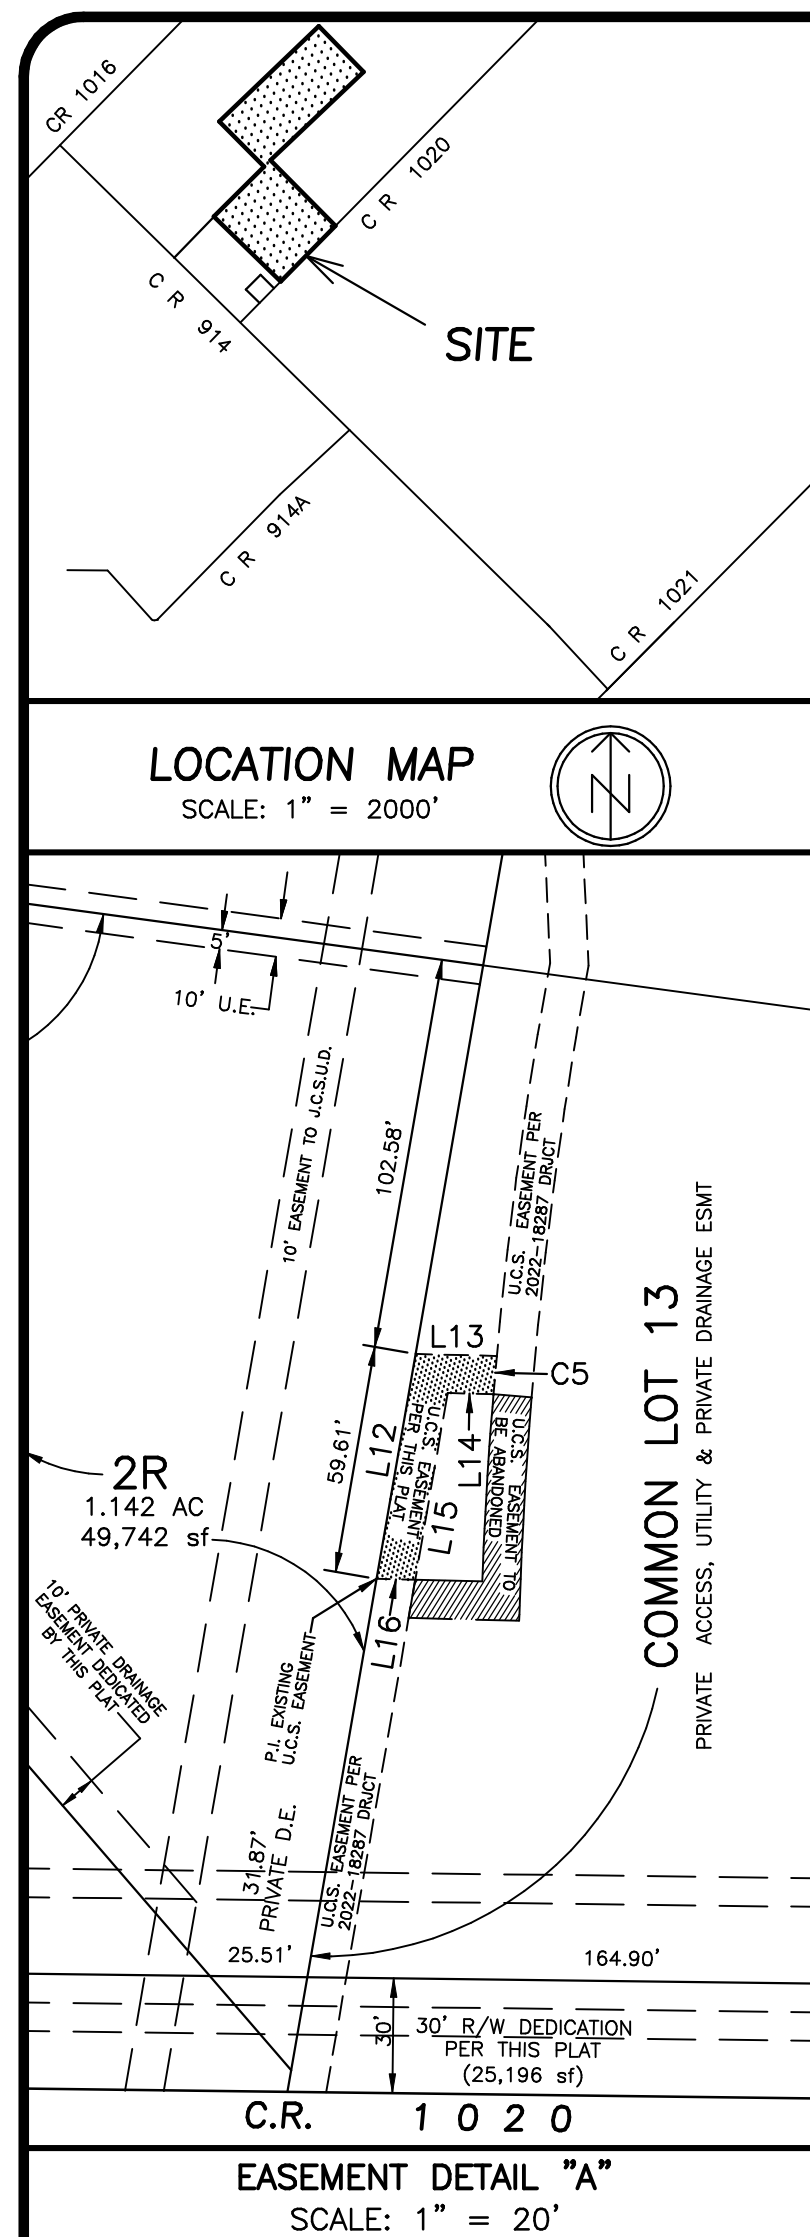 CR 1016
C R 1020
C R 914
SITE
C R 914A
C R 1021
LOCATION MAP
SCALE: 1" = 2000'
N
5'
10' U.E.
10' EASEMENT TO J.C.S.U.D.
102.58'
U.C.S. EASEMENT PER
2022-18287 DRJCT
L13
C5
59.61'
L12
U.C.S. EASEMENT
PER THIS PLAT
L14
L15
U.C.S. EASEMENT TO
BE ABANDONED
COMMON LOT 13
PRIVATE ACCESS, UTILITY & PRIVATE DRAINAGE ESMT
2R
1.142 AC
49,742 sf
10' PRIVATE DRAINAGE
EASEMENT DEDICATED
BY THIS PLAT
L16
P.I. EXISTING
U.C.S. EASEMENT
31.87'
PRIVATE D.E.
U.C.S. EASEMENT PER
2022-18287 DRJCT
25.51'
164.90'
30'
30' R/W DEDICATION
PER THIS PLAT
(25,196 sf)
C.R. 1020
EASEMENT DETAIL "A"
SCALE: 1" = 20'